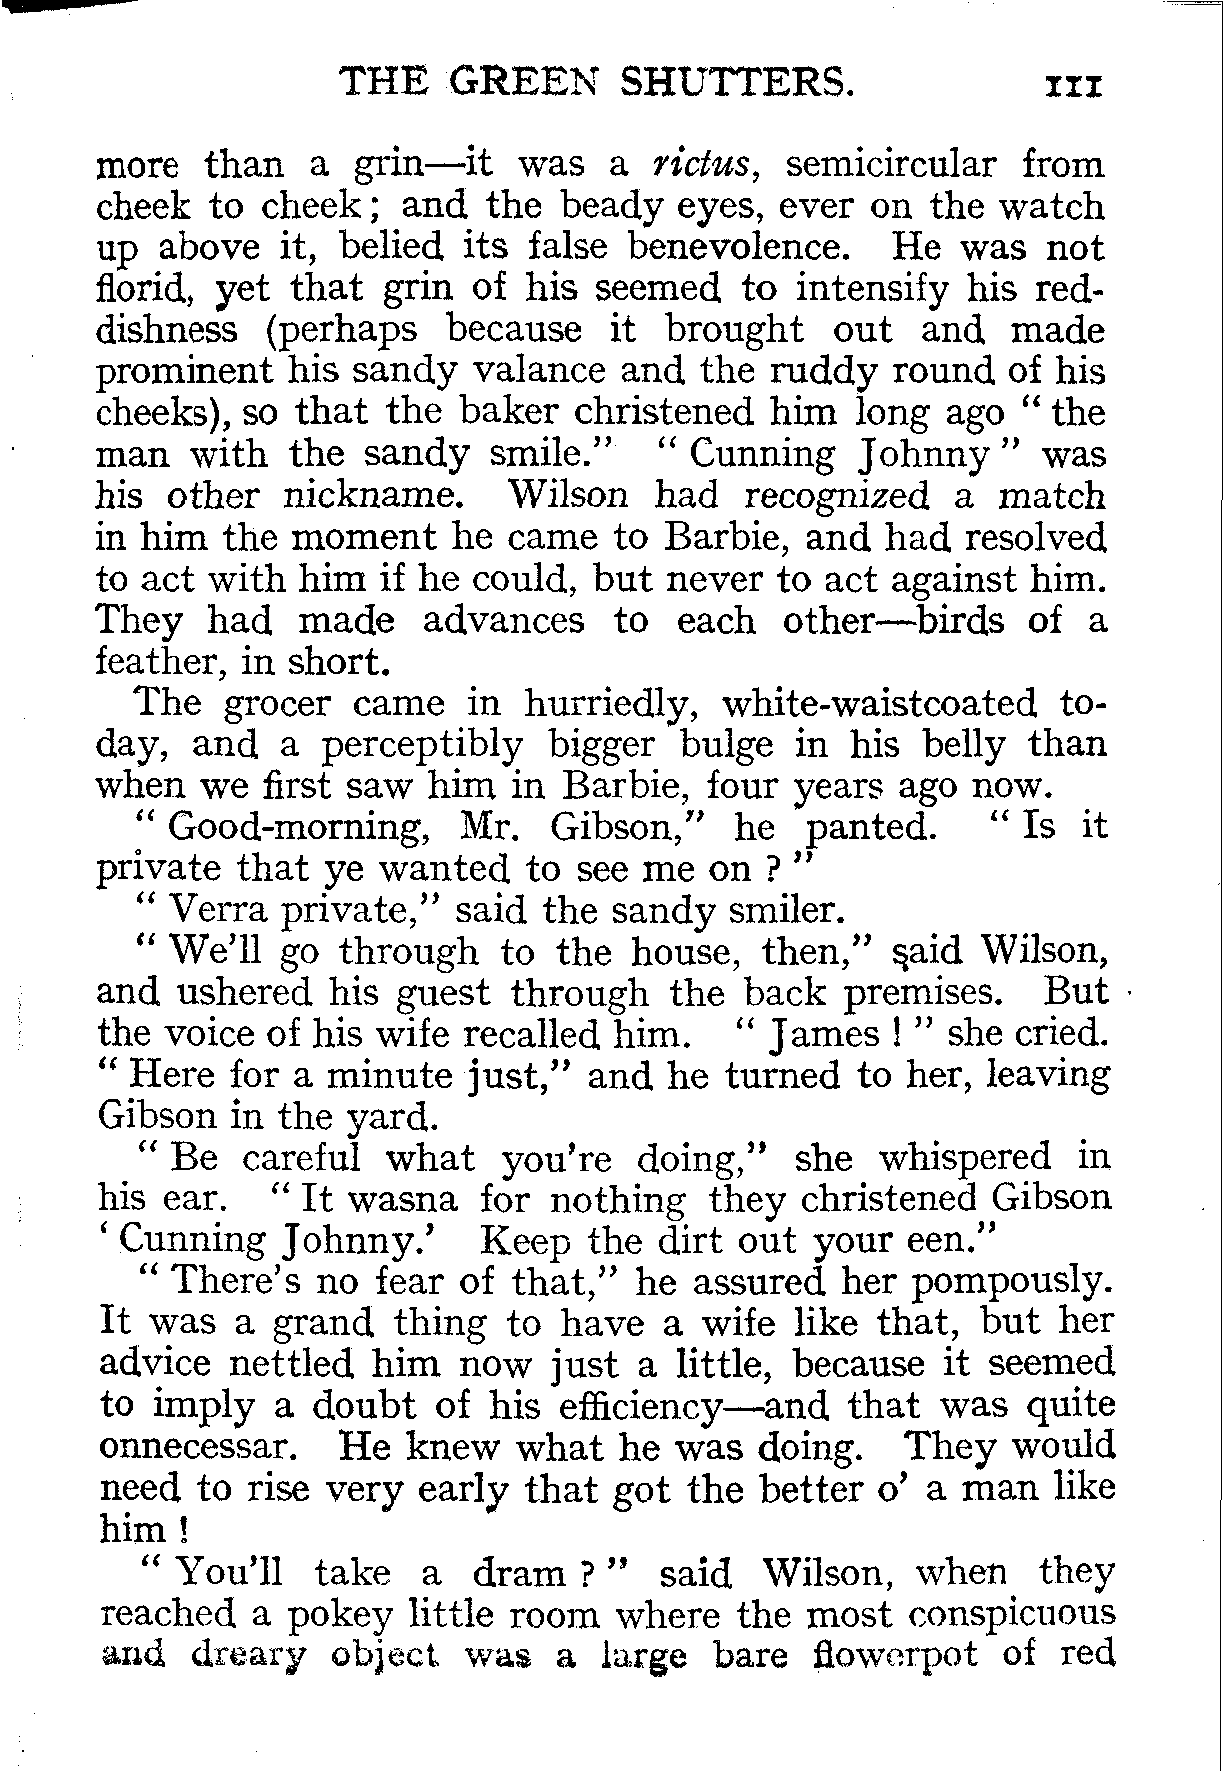 THE GREEN SHUTTERS. 111
more than a grin—it was a rictus, semicircular from
cheek to cheek; and the beady eyes, ever on the watch
up above it, belied its false benevolence. He was not
florid, yet that grin of his seemed to intensify his red-
dishness (perhaps because it brought out and made
prominent his sandy valance and the ruddy round of his
cheeks), so that the baker christened him long ago “ the
man with the sandy smile.” “ Cunning Johnny ” was
his other nickname. Wilson had recognized a match
in him the moment he came to Barbie, and had resolved
to act with him if he could, but never to act against him.
They had made advances to each other—birds of a
feather, in short.
The grocer came in hurriedly, white-waistcoated to-
day, and a perceptibly bigger bulge in his belly than
when we first saw him in Barbie, four years ago now.
“ Good-morning, Mr. Gibson,” he panted. “ Is it
private that ye wanted to see me on ? ”
“ Verra private,” said the sandy smiler.
“ We’ll go through to the house, then,” said Wilson,
and ushered his guest through the back premises. But
the voice of his wife recalled him. “ James ! ” she cried.
“ Here for a minute just,” and he turned to her, leaving
Gibson in the yard.
“ Be careful what you’re doing,” she whispered in
his ear. “ It wasna for nothing they christened Gibson
‘ Cunning Johnny.’ Keep the dirt out your een.”
“ There’s no fear of that,” he assured her pompously.
It was a grand thing to have a wife like that, but her
advice nettled him now just a little, because it seemed
to imply a doubt of his efficiency—and that was quite
onnecessar. He knew what he was doing. They would
need to rise very early that got the better o’ a man like
him !
“ You’ll take a dram ? ” said Wilson, when they
reached a pokey little room where the most conspicuous
and dreary object was a large bare flowerpot of red